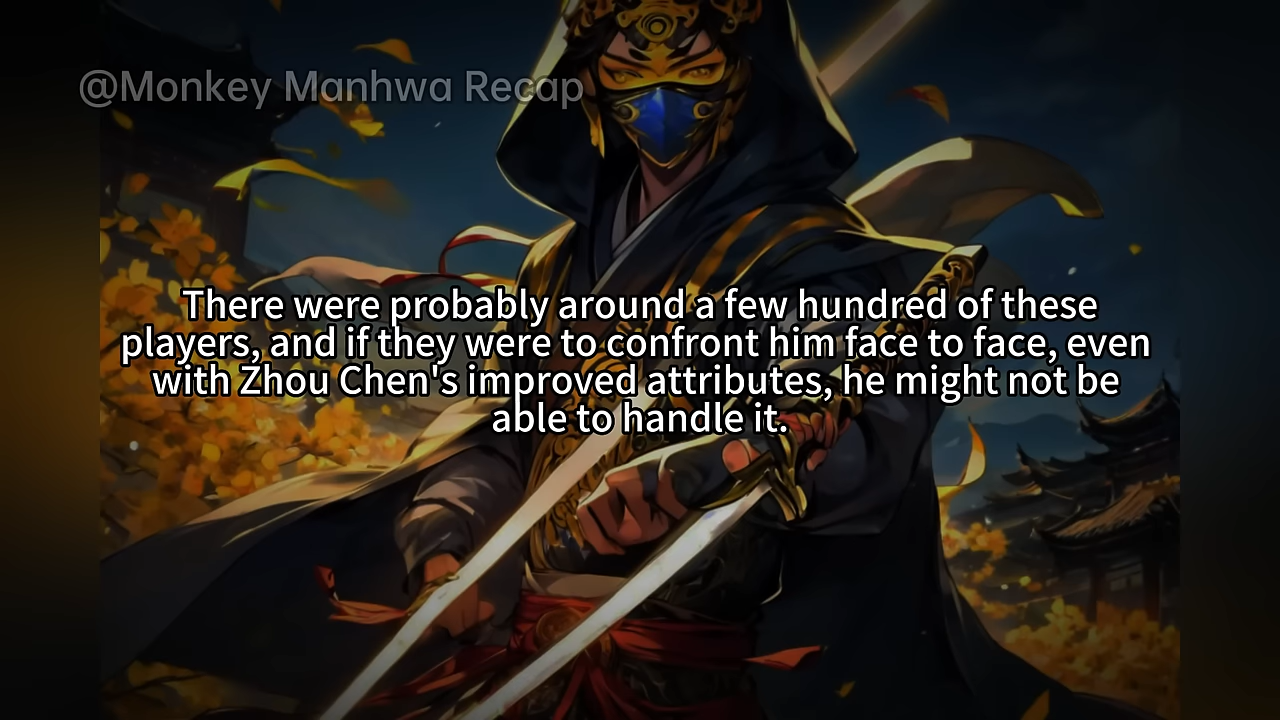 @Monkey Manhwa Recap
There were probably around a few hundred of these
players, and if they were to confront him face to face, even
with Zhou Chen's improved attributes, he might not be
able to handle it.